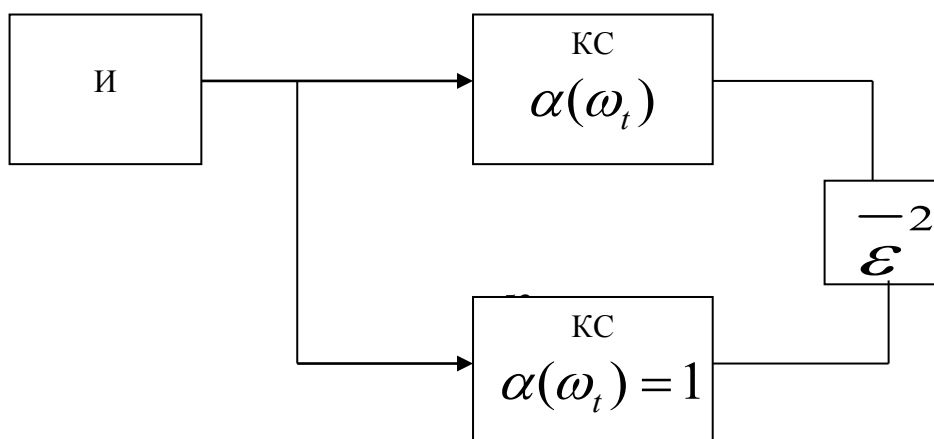 И
КС
α(ω_t)
ε̅²
КС
α(ω_t) = 1